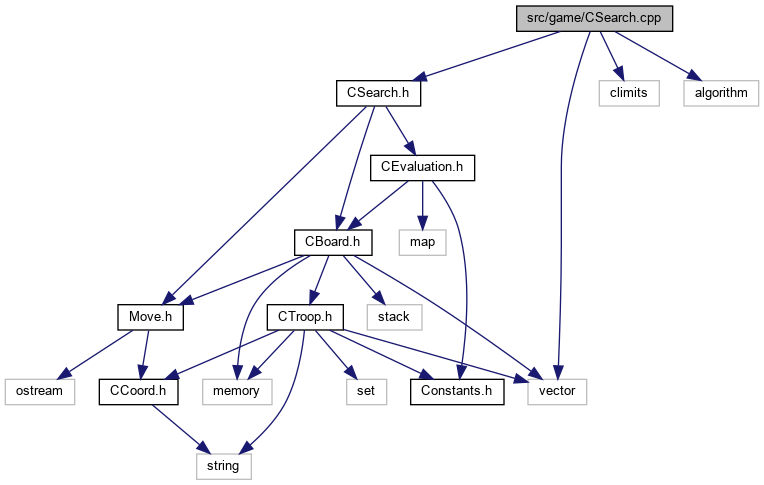 src/game/CSearch.cpp
CSearch.h
climits
algorithm
CEvaluation.h
CBoard.h
map
Move.h
CTroop.h
stack
ostream
CCoord.h
memory
set
Constants.h
vector
string